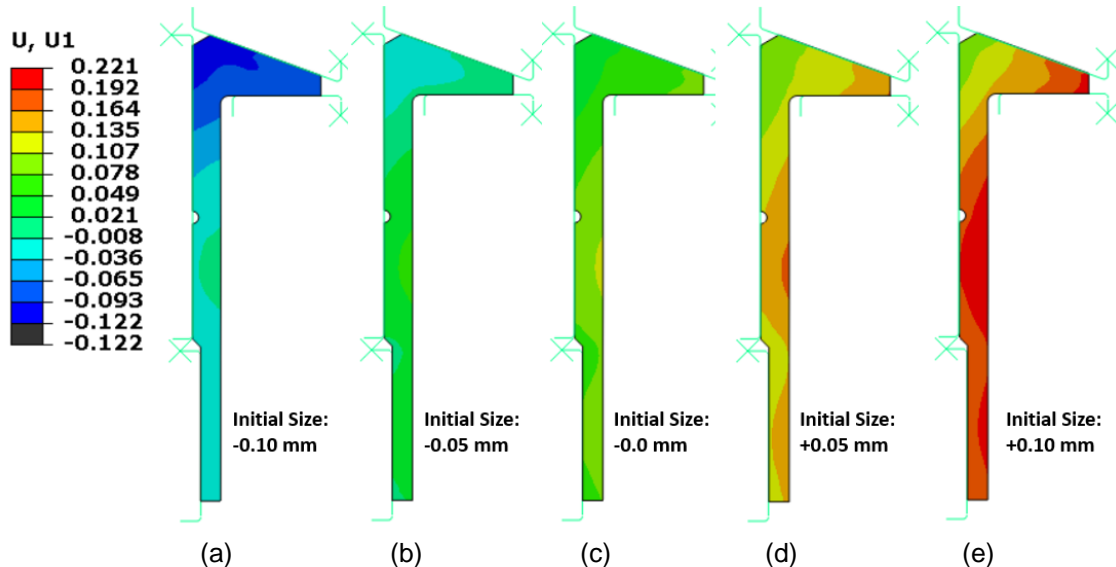 U, U1
0.221
0.192
0.164
0.135
0.107
0.078
0.049
0.021
-0.008
-0.036
-0.065
-0.093
-0.122
-0.122
Initial Size:
-0.10 mm
Initial Size:
-0.05 mm
Initial Size:
-0.0 mm
Initial Size:
+0.05 mm
Initial Size:
+0.10 mm
(a)
(b)
(c)
(d)
(e)